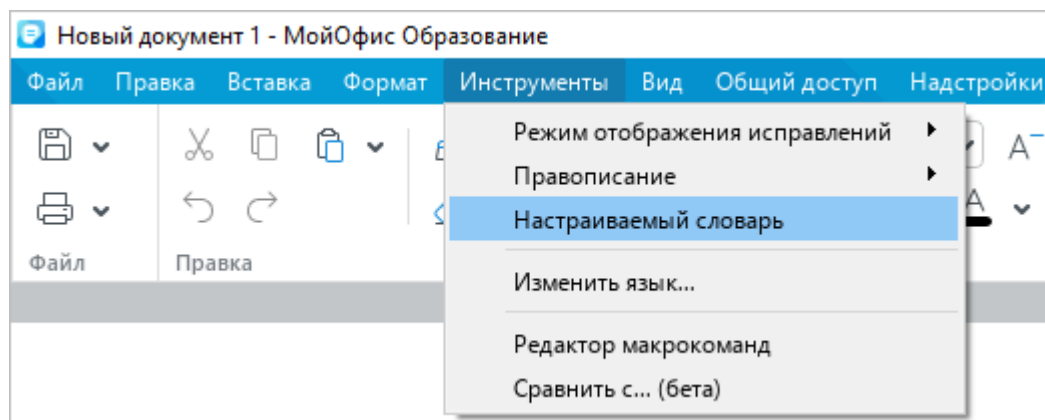 Новый документ 1 - МойОфис Образование
Файл Правка Вставка Формат Инструменты Вид Общий доступ Надстройки
Режим отображения исправлений
Правописание
Настраиваемый словарь
Файл Правка
Изменить язык...
Редактор макрокоманд
Сравнить с... (бета)